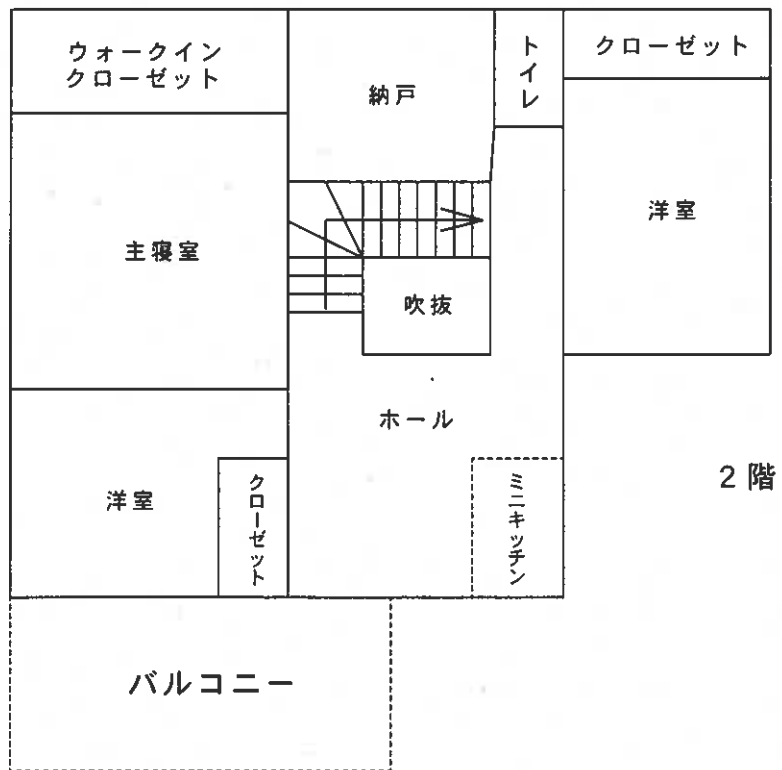 ウォークイン
クローゼット
納戸
トイレ
クローゼット
主寝室
洋室
吹抜
ホール
洋室
クローゼット
ミニキッチン
2階
バルコニー